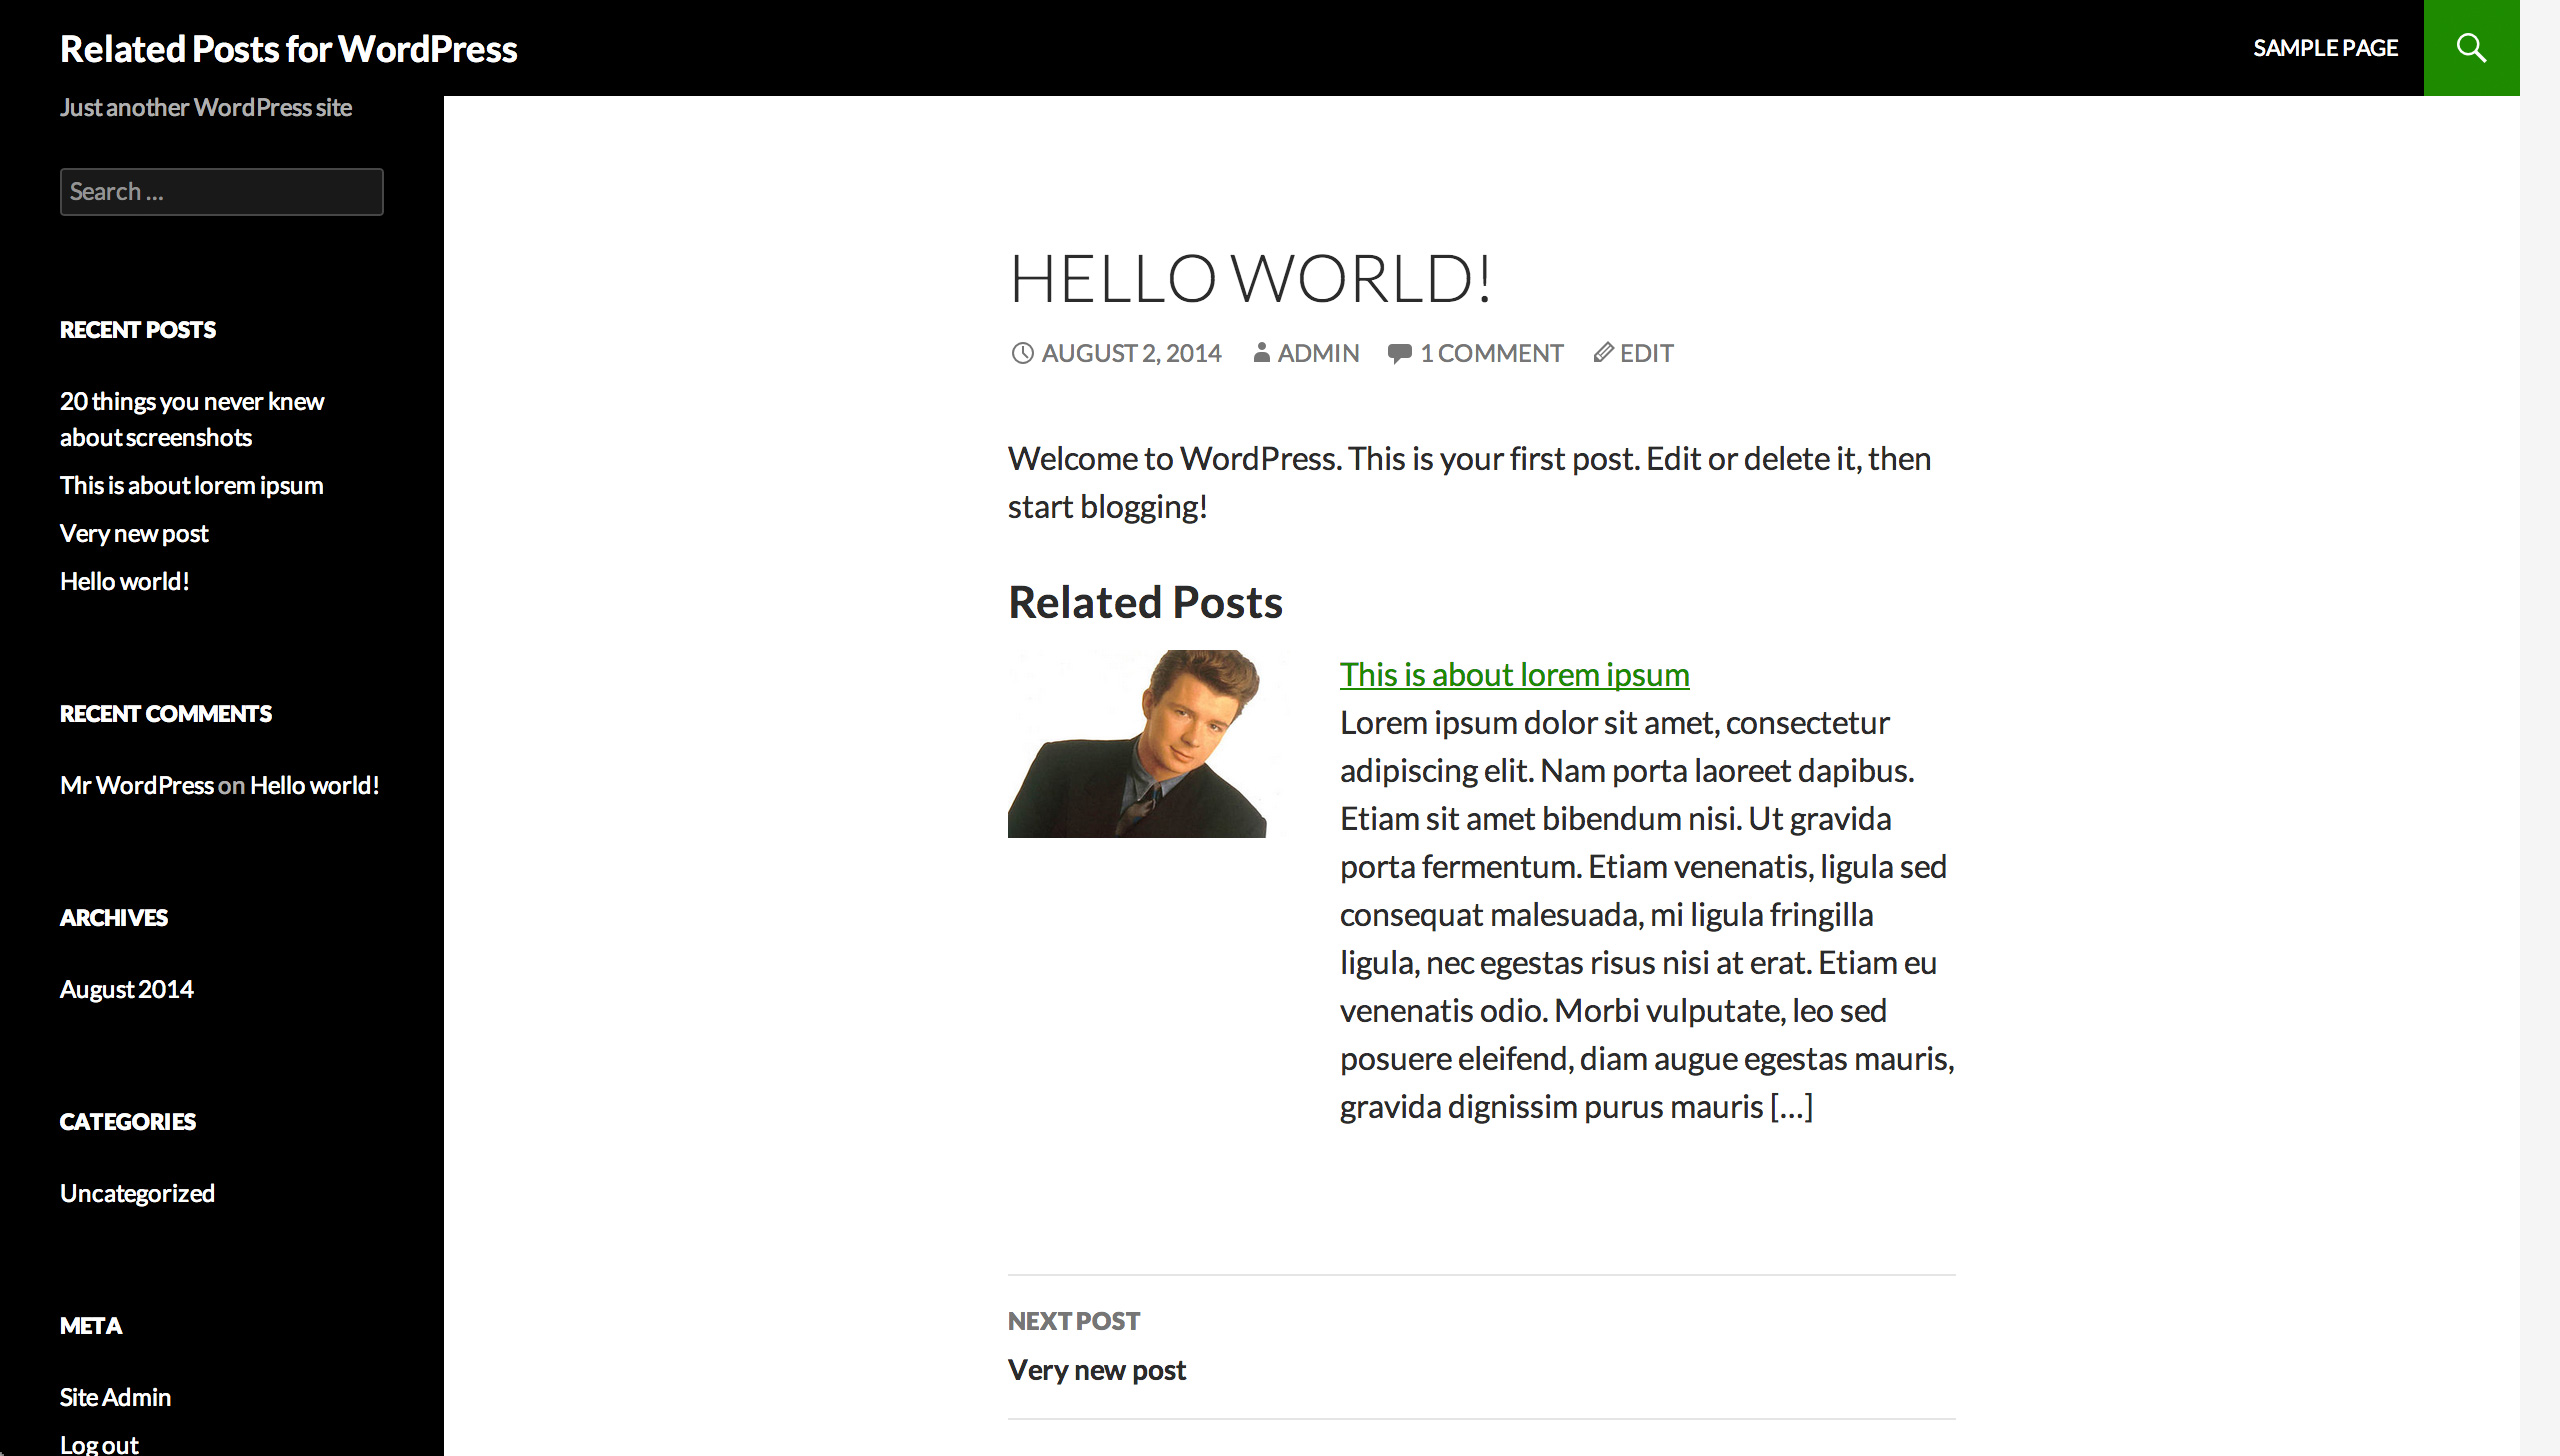 Related Posts for WordPress
SAMPLE PAGE
Just another WordPress site
Search ...
RECENT POSTS
20 things you never knew
about screenshots
This is about lorem ipsum
Very new post
Hello world!
RECENT COMMENTS
Mr WordPress on Hello world!
ARCHIVES
August 2014
CATEGORIES
Uncategorized
META
Site Admin
Log out
HELLO WORLD!
AUGUST 2, 2014 ADMIN 1 COMMENT EDIT
Welcome to WordPress. This is your first post. Edit or delete it, then
start blogging!
Related Posts
This is about lorem ipsum
Lorem ipsum dolor sit amet, consectetur
adipiscing elit. Nam porta laoreet dapibus.
Etiam sit amet bibendum nisi. Ut gravida
porta fermentum. Etiam venenatis, ligula sed
consequat malesuada, mi ligula fringilla
ligula, nec egestas risus nisi at erat. Etiam eu
venenatis odio. Morbi vulputate, leo sed
posuere eleifend, diam augue egestas mauris,
gravida dignissim purus mauris [...]
NEXT POST
Very new post